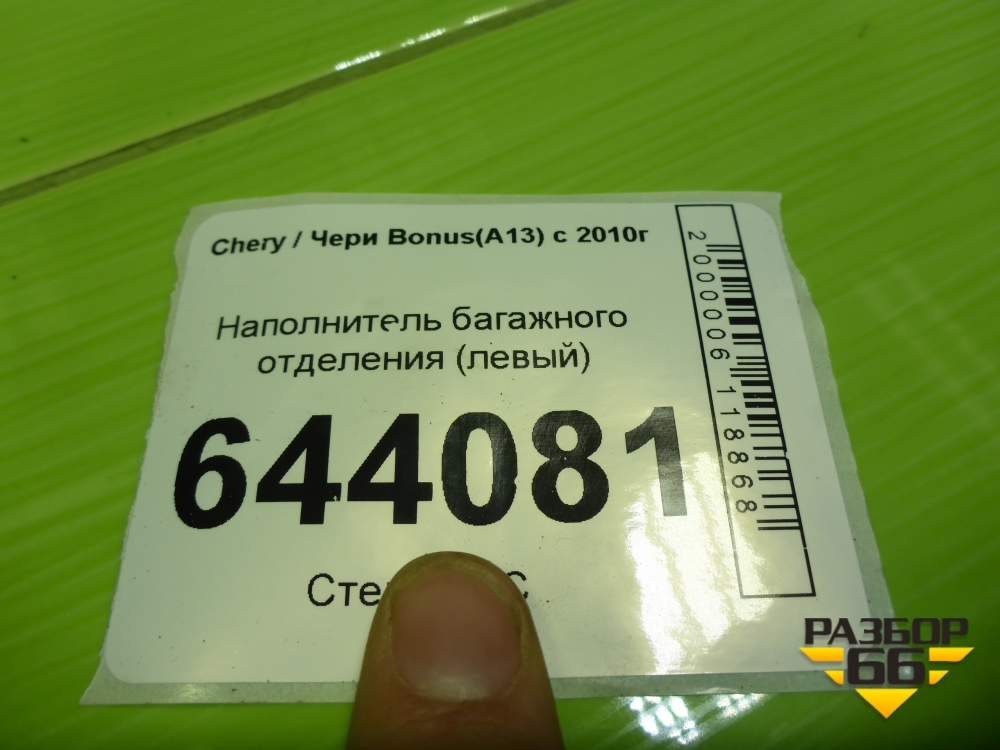 Chery / Чери Bonus(A13) с 2010г
Наполнитель багажного
отделения (левый)
644081
2000006118868
РАЗБОР
66